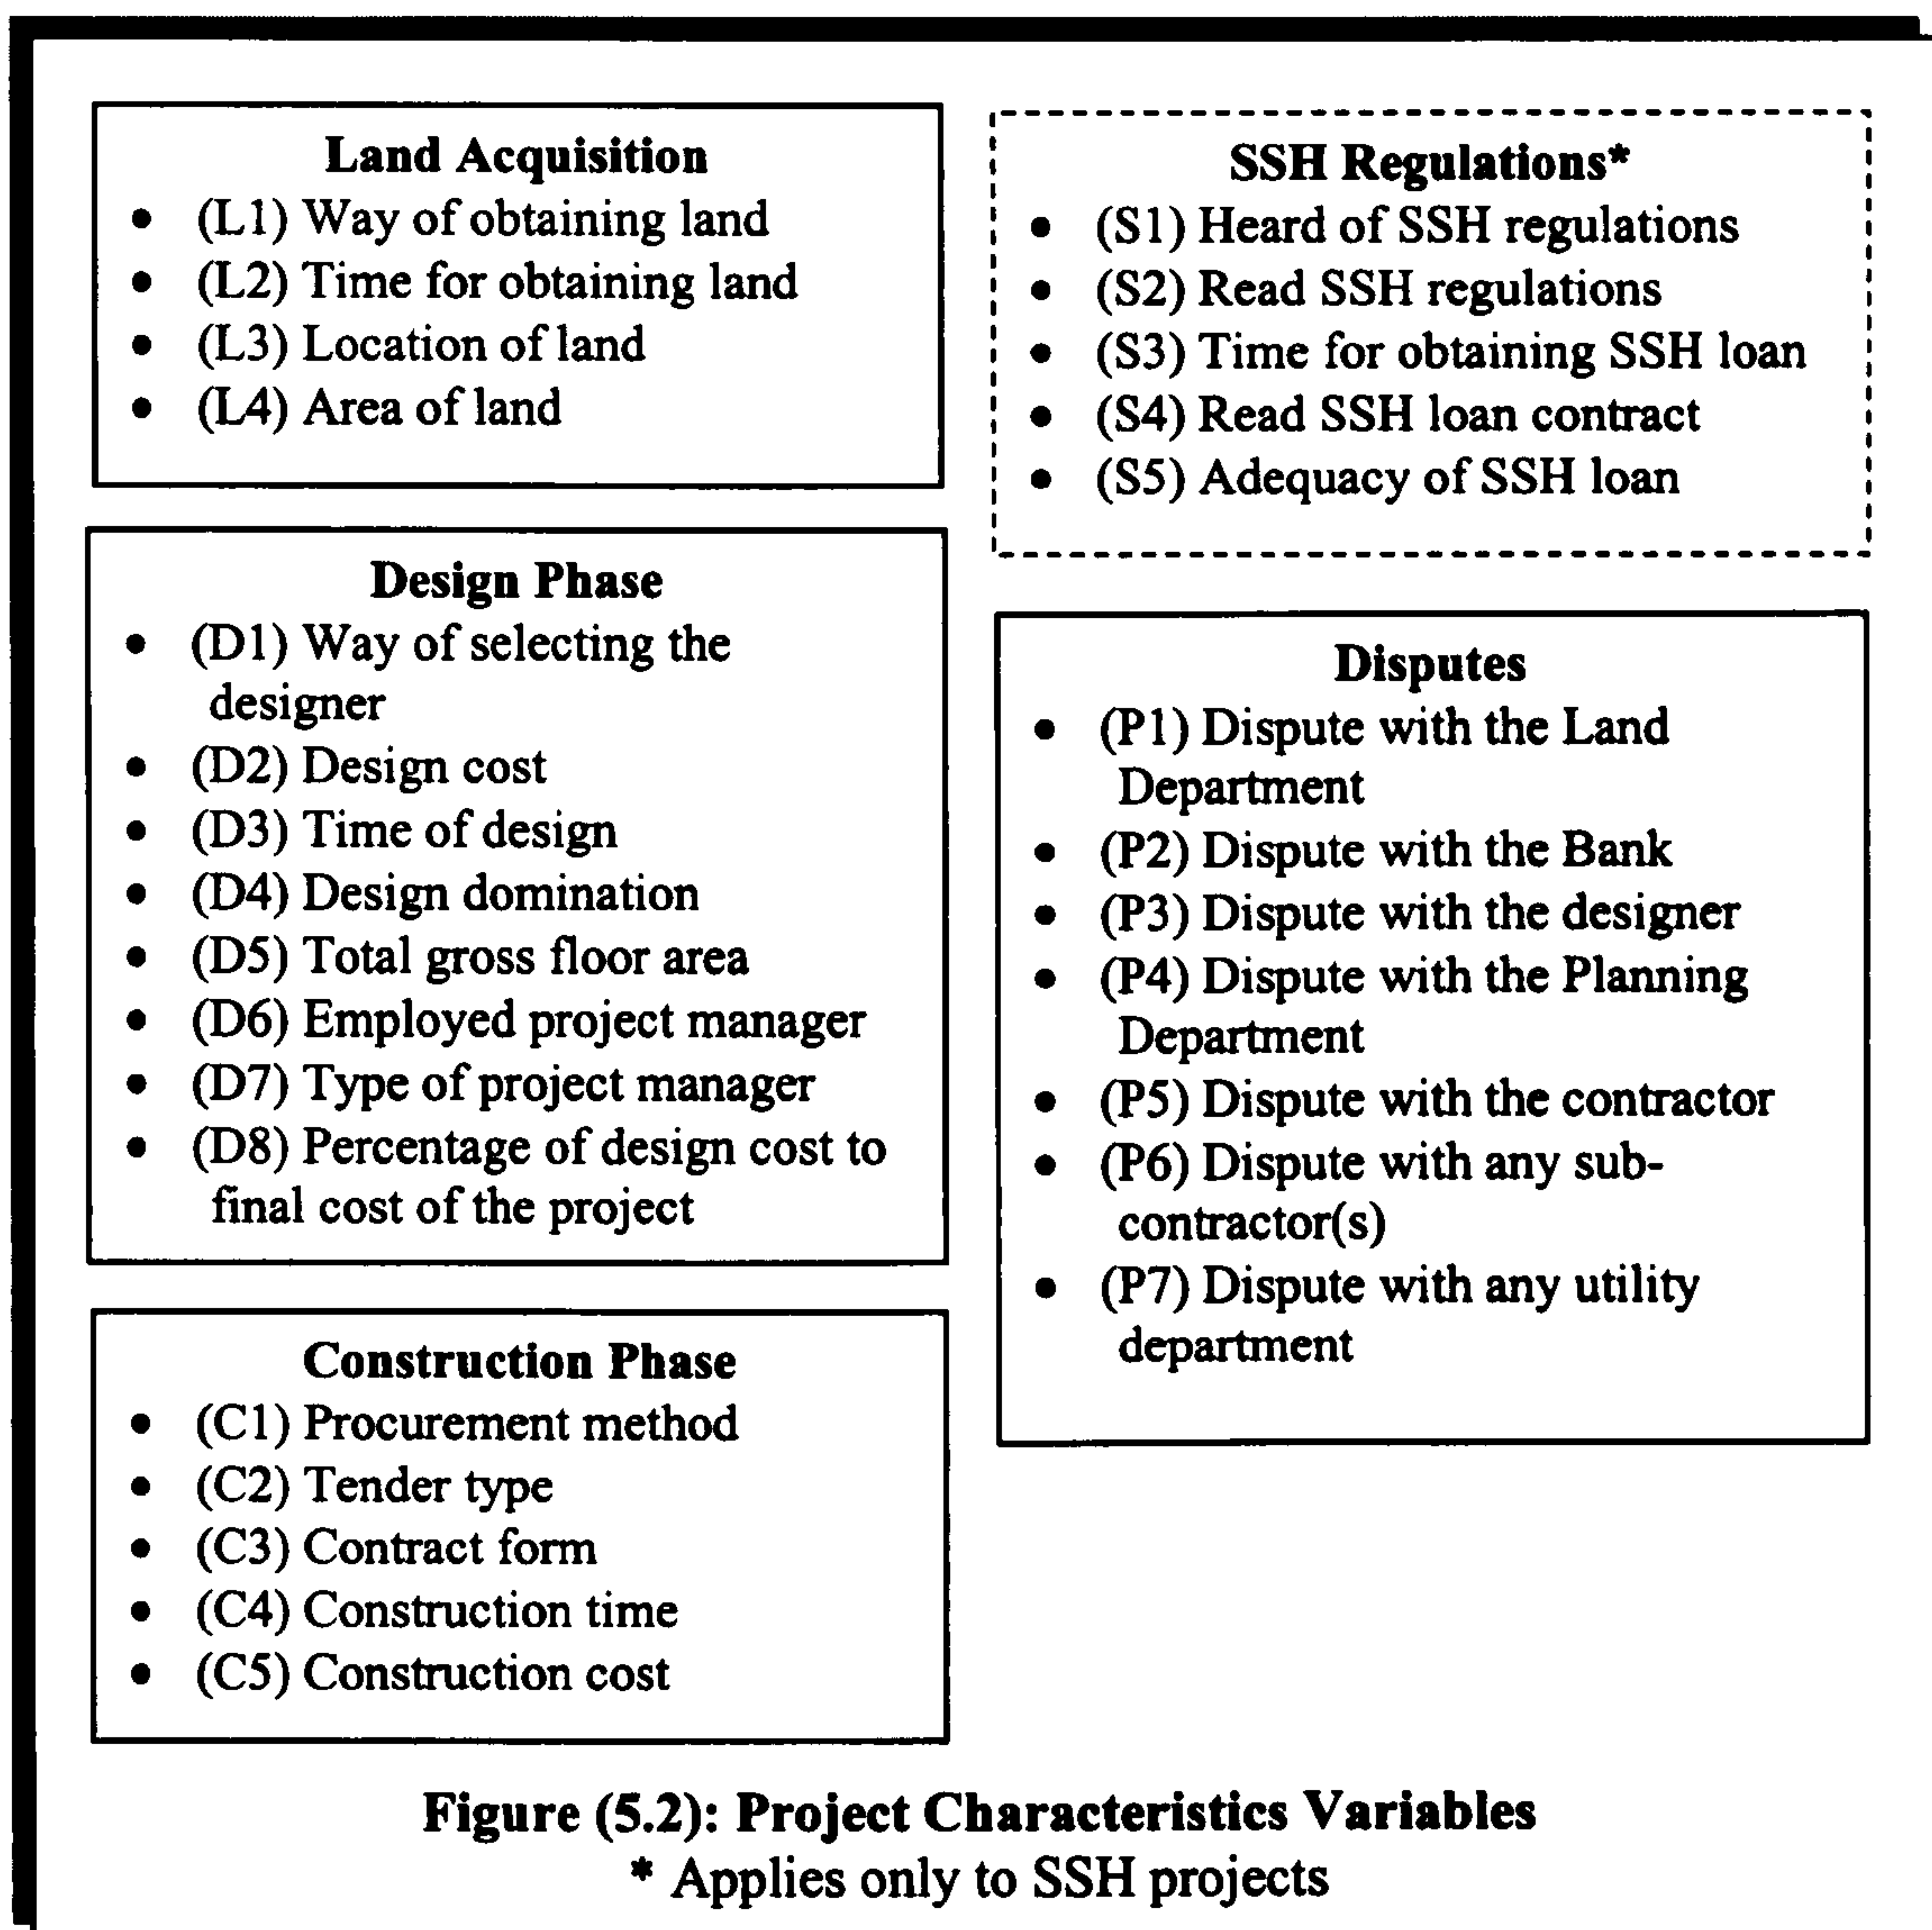 Land Acquisition
• (L1) Way of obtaining land
• (L2) Time for obtaining land
• (L3) Location of land
• (L4) Area of land
Design Phase
• (D1) Way of selecting the
designer
• (D2) Design cost
• (D3) Time of design
• (D4) Design domination
• (D5) Total gross floor area
• (D6) Employed project manager
• (D7) Type of project manager
• (D8) Percentage of design cost to
final cost of the project
Construction Phase
• (C1) Procurement method
• (C2) Tender type
• (C3) Contract form
• (C4) Construction time
• (C5) Construction cost
SSH Regulations*
• (S1) Heard of SSH regulations
• (S2) Read SSH regulations
• (S3) Time for obtaining SSH loan
• (S4) Read SSH loan contract
• (S5) Adequacy of SSH loan
Disputes
• (P1) Dispute with the Land
Department
• (P2) Dispute with the Bank
• (P3) Dispute with the designer
• (P4) Dispute with the Planning
Department
• (P5) Dispute with the contractor
• (P6) Dispute with any sub-
contractor(s)
• (P7) Dispute with any utility
department
Figure (5.2): Project Characteristics Variables
* Applies only to SSH projects